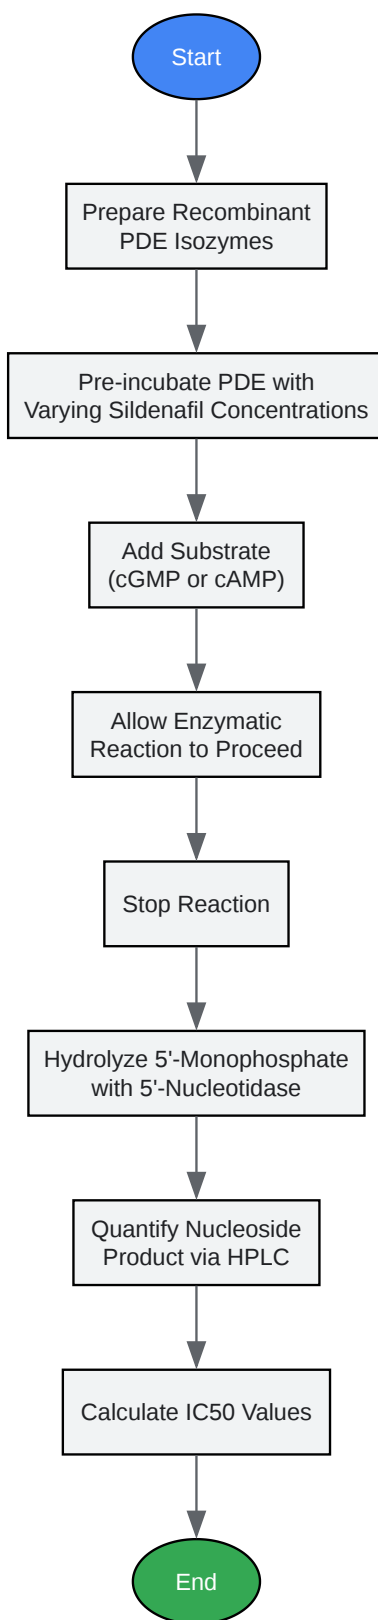 Start
Prepare Recombinant
PDE Isozymes
Pre-incubate PDE with
Varying Sildenafil Concentrations
Add Substrate
(cGMP or cAMP)
Allow Enzymatic
Reaction to Proceed
Stop Reaction
Hydrolyze 5'-Monophosphate
with 5'-Nucleotidase
Quantify Nucleoside
Product via HPLC
Calculate IC50 Values
End